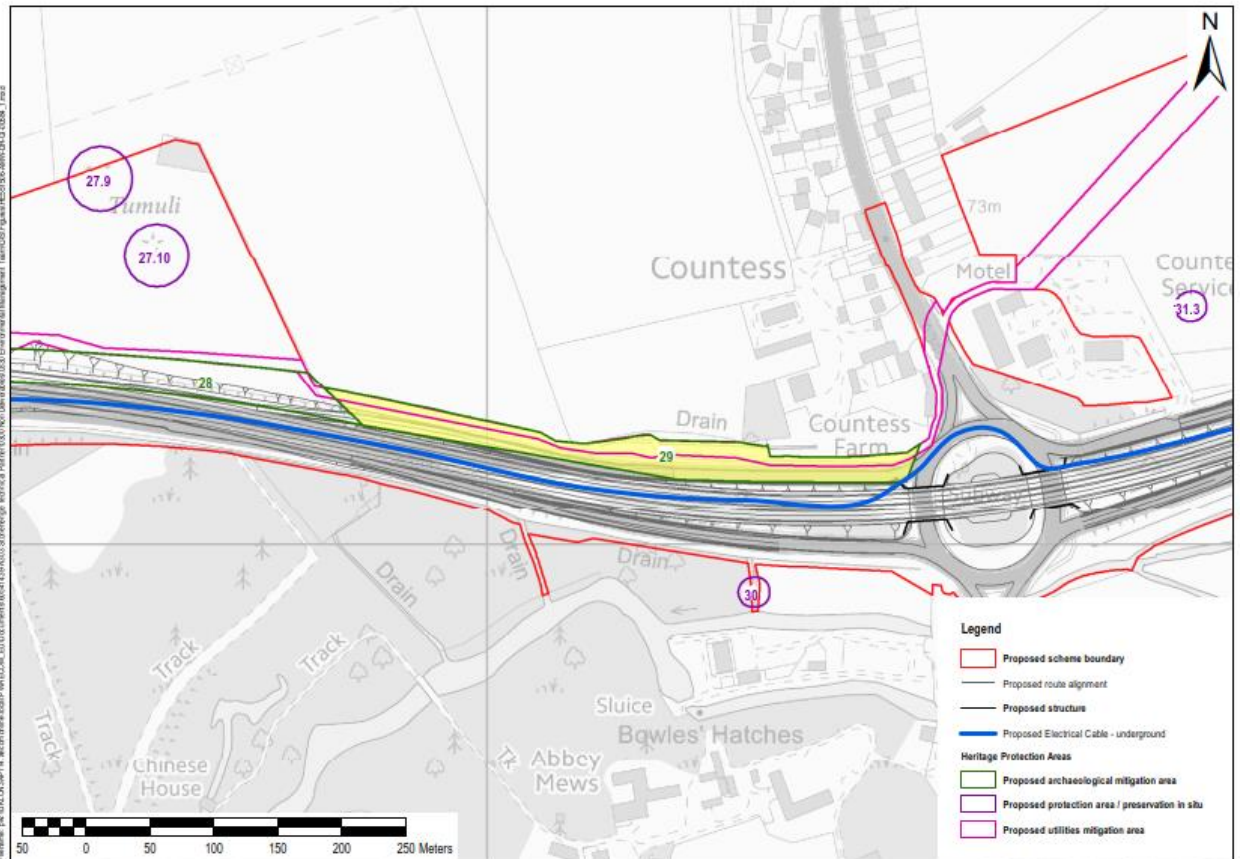 N
27.9
Tumuli
27.10
73m
Countess
Motel
Counte
Service
31.3
28
Drain
Countess
Farm
29
Subway
Drain
Drain
Drain
30
Track
Track
Track
Sluice
Bowles' Hatches
Chinese
House
Tk
Abbey
Mews
50 0 50 100 150 200 250 Meters
Legend
Proposed scheme boundary
Proposed route alignment
Proposed structure
Proposed Electrical Cable - underground
Heritage Protection Areas
Proposed archaeological mitigation area
Proposed protection area / preservation in situ
Proposed utilities mitigation area